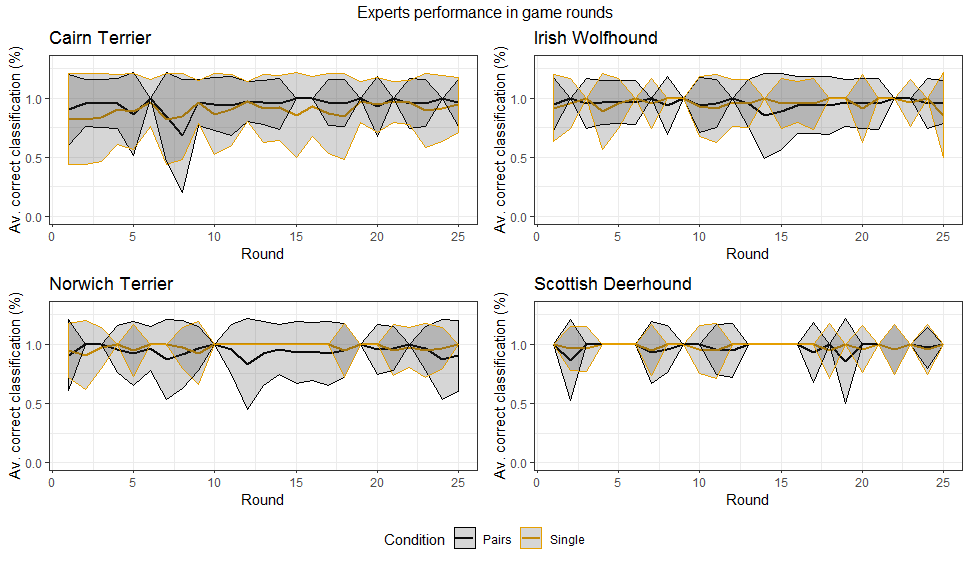 Experts performance in game rounds
Cairn Terrier
Av. correct classification (%)
1.0
0.5
0.0
0 5 10 15 20 25
Round
Irish Wolfhound
Av. correct classification (%)
1.0
0.5
0.0
0 5 10 15 20 25
Round
Norwich Terrier
Av. correct classification (%)
1.0
0.5
0.0
0 5 10 15 20 25
Round
Scottish Deerhound
Av. correct classification (%)
1.0
0.5
0.0
0 5 10 15 20 25
Round
Condition Pairs Single